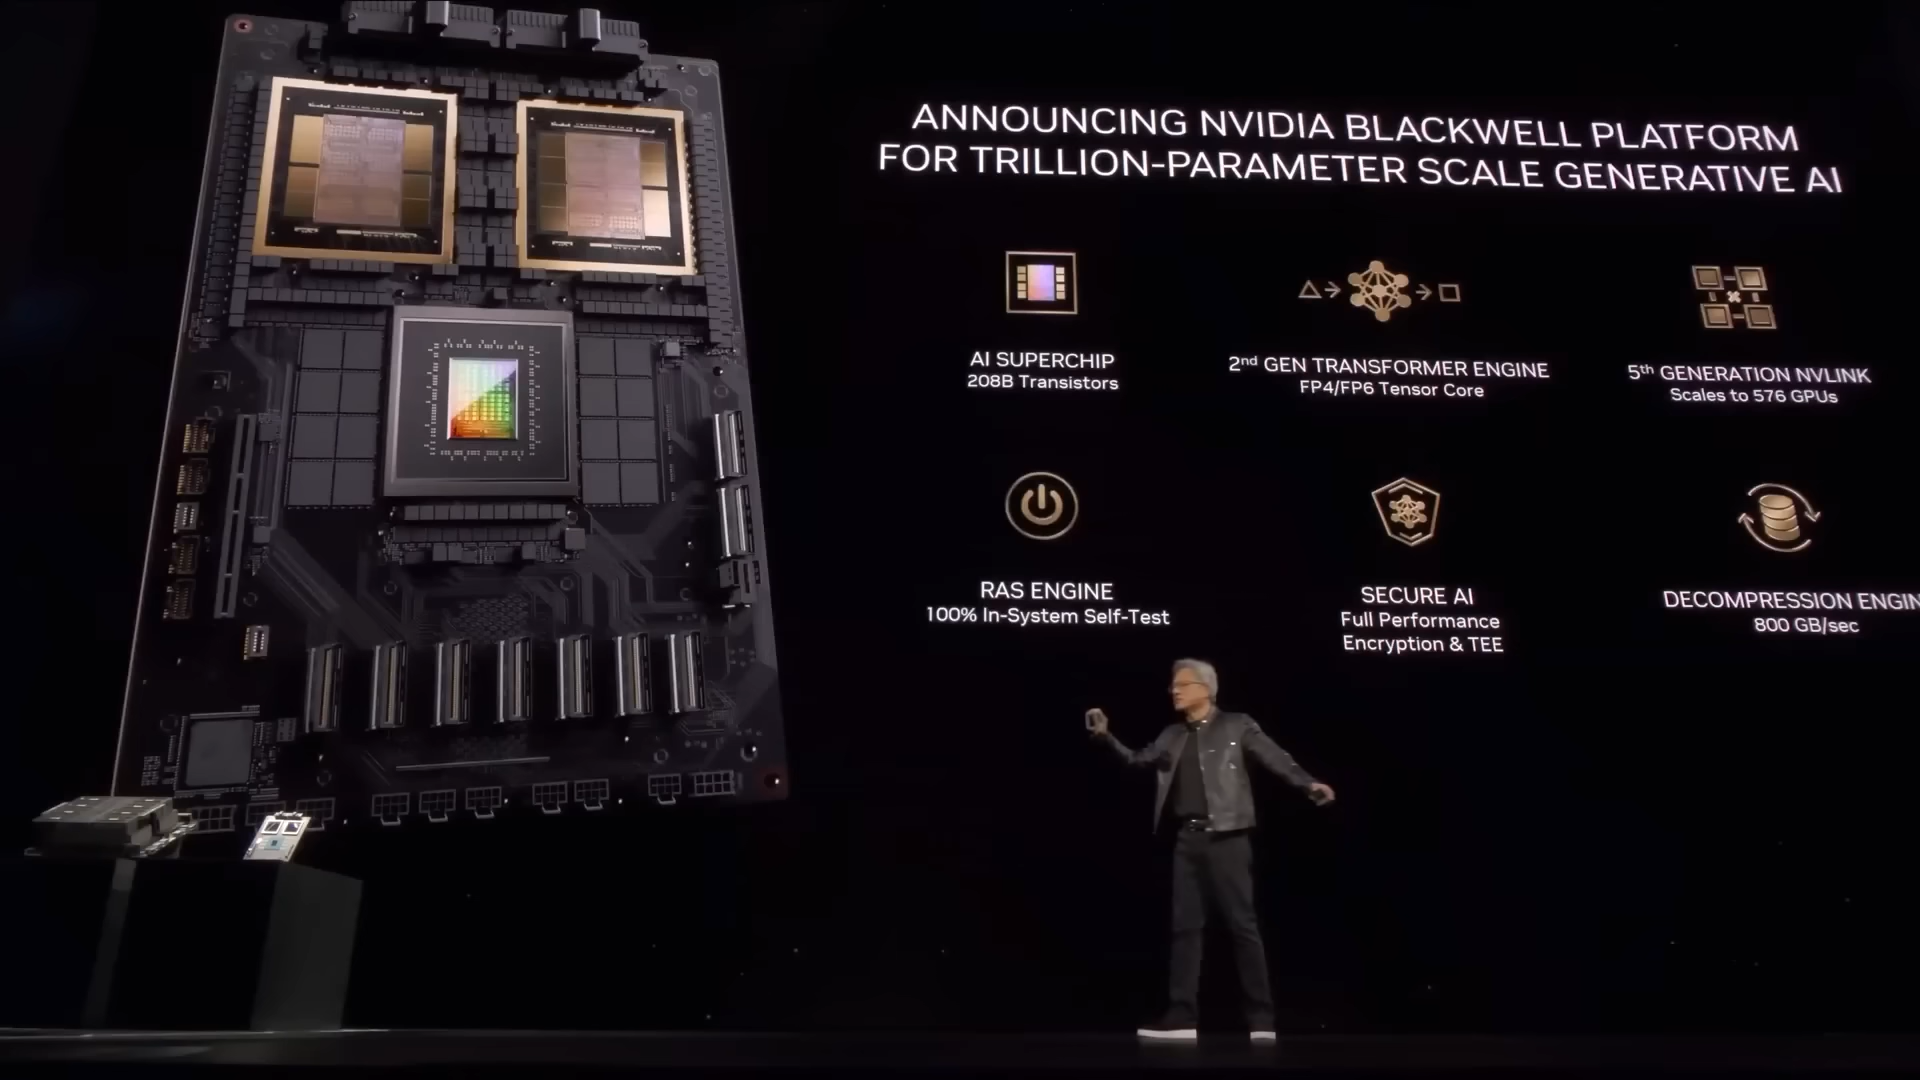 ANNOUNCING NVIDIA BLACKWELL PLATFORM
FOR TRILLION-PARAMETER SCALE GENERATIVE AI
AI SUPERCHIP
208B Transistors
2nd GEN TRANSFORMER ENGINE
FP4/FP6 Tensor Core
5th GENERATION NVLINK
Scales to 576 GPUs
RAS ENGINE
100% In-System Self-Test
SECURE AI
Full Performance
Encryption & TEE
DECOMPRESSION ENGIN
800 GB/sec